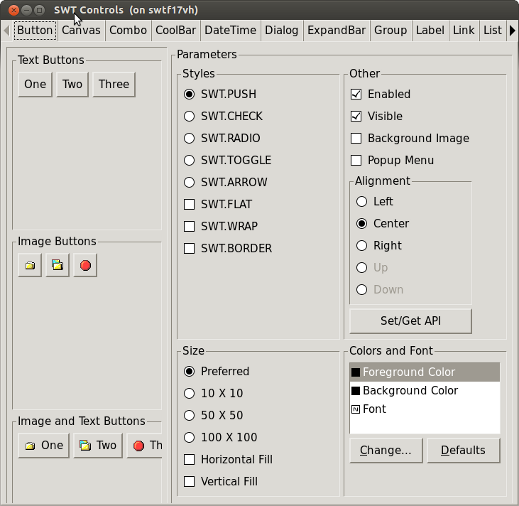 SWT Controls (on swtf17vh)
Button Canvas Combo CoolBar DateTime Dialog ExpandBar Group Label Link List
Text Buttons
One Two Three
Image Buttons
Image and Text Buttons
One Two Th
Parameters
Styles
SWT.PUSH
SWT.CHECK
SWT.RADIO
SWT.TOGGLE
SWT.ARROW
SWT.FLAT
SWT.WRAP
SWT.BORDER
Other
Enabled
Visible
Background Image
Popup Menu
Alignment
Left
Center
Right
Up
Down
Set/Get API
Size
Preferred
10 X 10
50 X 50
100 X 100
Horizontal Fill
Vertical Fill
Colors and Font
Foreground Color
Background Color
N Font
Change... Defaults